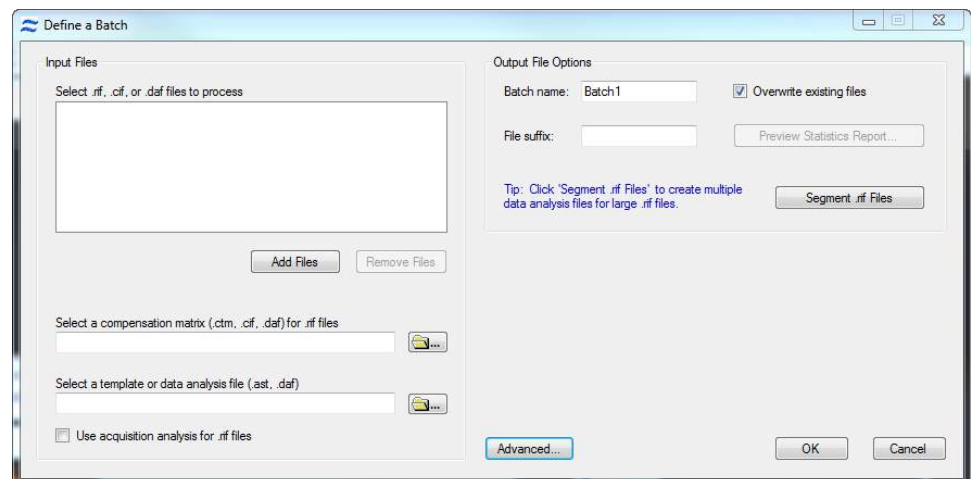 Define a Batch
Input Files
Select .rif, .cif, or .daf files to process
Add Files
Remove Files
Select a compensation matrix (.ctm, .cif, .daf) for .rif files
...
Select a template or data analysis file (.ast, .daf)
...
Use acquisition analysis for .rif files
Output File Options
Batch name: Batch1
Overwrite existing files
File suffix:
Preview Statistics Report...
Tip: Click 'Segment .rif Files' to create multiple
data analysis files for large .rif files.
Segment .rif Files
Advanced...
OK
Cancel